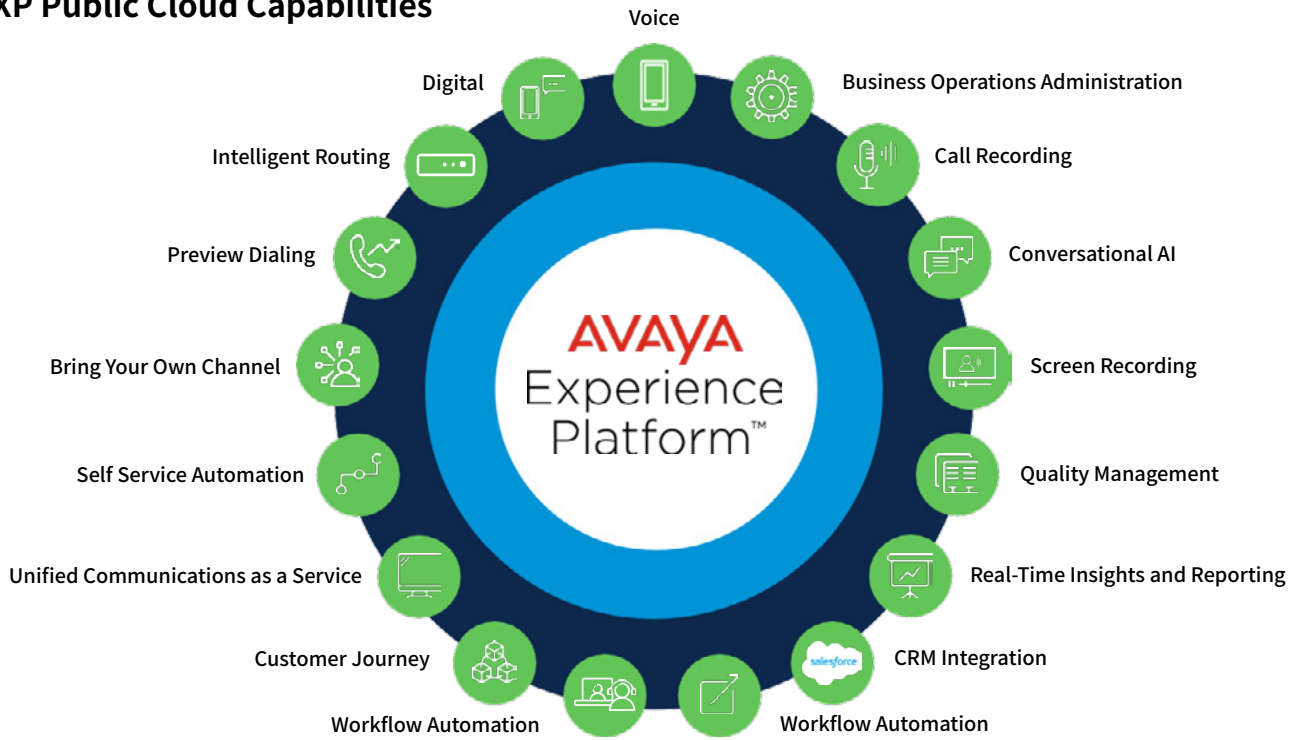 XP Public Cloud Capabilities
Voice
Digital
Business Operations Administration
Intelligent Routing
Call Recording
Preview Dialing
Conversational AI
AVAYA
Experience
Platform™
Bring Your Own Channel
Screen Recording
Self Service Automation
Quality Management
Unified Communications as a Service
Real-Time Insights and Reporting
Customer Journey
salesforce
CRM Integration
Workflow Automation
Workflow Automation